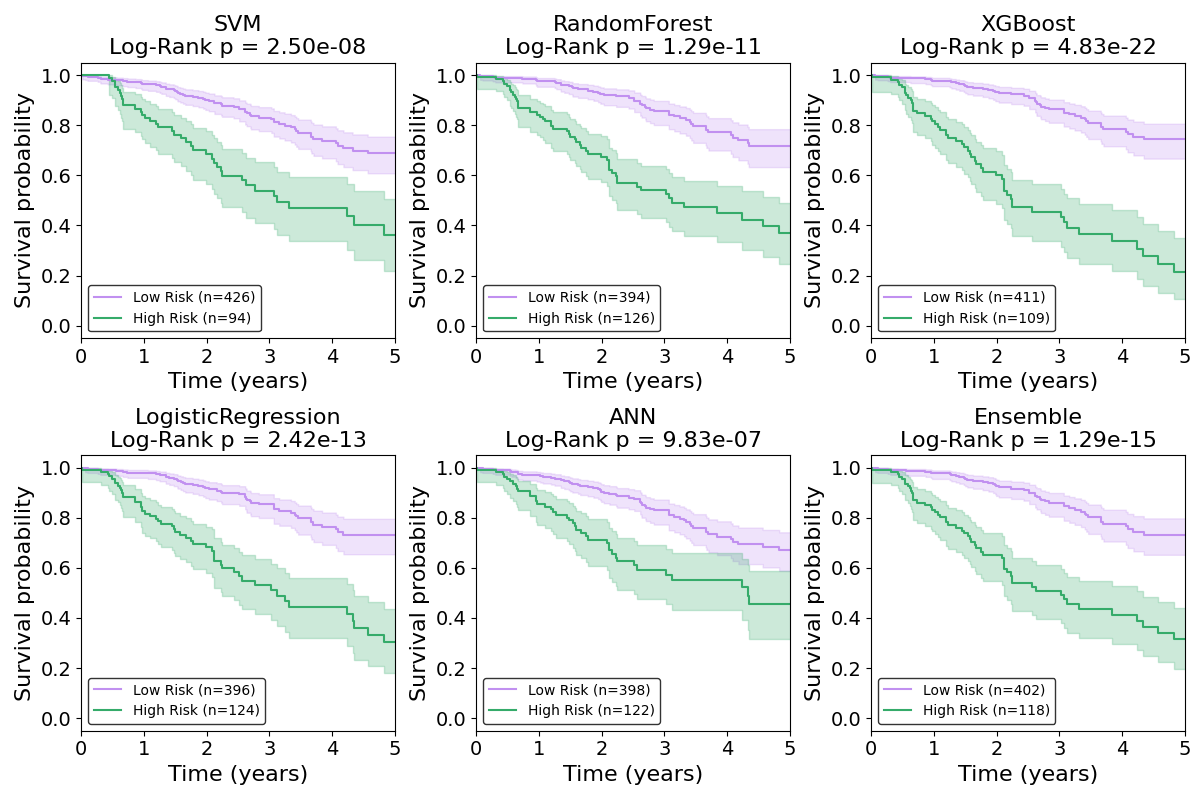 SVM
Log-Rank p = 2.50e-08
Survival probability
1.0
0.8
0.6
0.4
0.2
0.0
Low Risk (n=426)
High Risk (n=94)
0 1 2 3 4 5
Time (years)
RandomForest
Log-Rank p = 1.29e-11
Survival probability
1.0
0.8
0.6
0.4
0.2
0.0
Low Risk (n=394)
High Risk (n=126)
0 1 2 3 4 5
Time (years)
XGBoost
Log-Rank p = 4.83e-22
Survival probability
1.0
0.8
0.6
0.4
0.2
0.0
Low Risk (n=411)
High Risk (n=109)
0 1 2 3 4 5
Time (years)
LogisticRegression
Log-Rank p = 2.42e-13
Survival probability
1.0
0.8
0.6
0.4
0.2
0.0
Low Risk (n=396)
High Risk (n=124)
0 1 2 3 4 5
Time (years)
ANN
Log-Rank p = 9.83e-07
Survival probability
1.0
0.8
0.6
0.4
0.2
0.0
Low Risk (n=398)
High Risk (n=122)
0 1 2 3 4 5
Time (years)
Ensemble
Log-Rank p = 1.29e-15
Survival probability
1.0
0.8
0.6
0.4
0.2
0.0
Low Risk (n=402)
High Risk (n=118)
0 1 2 3 4 5
Time (years)